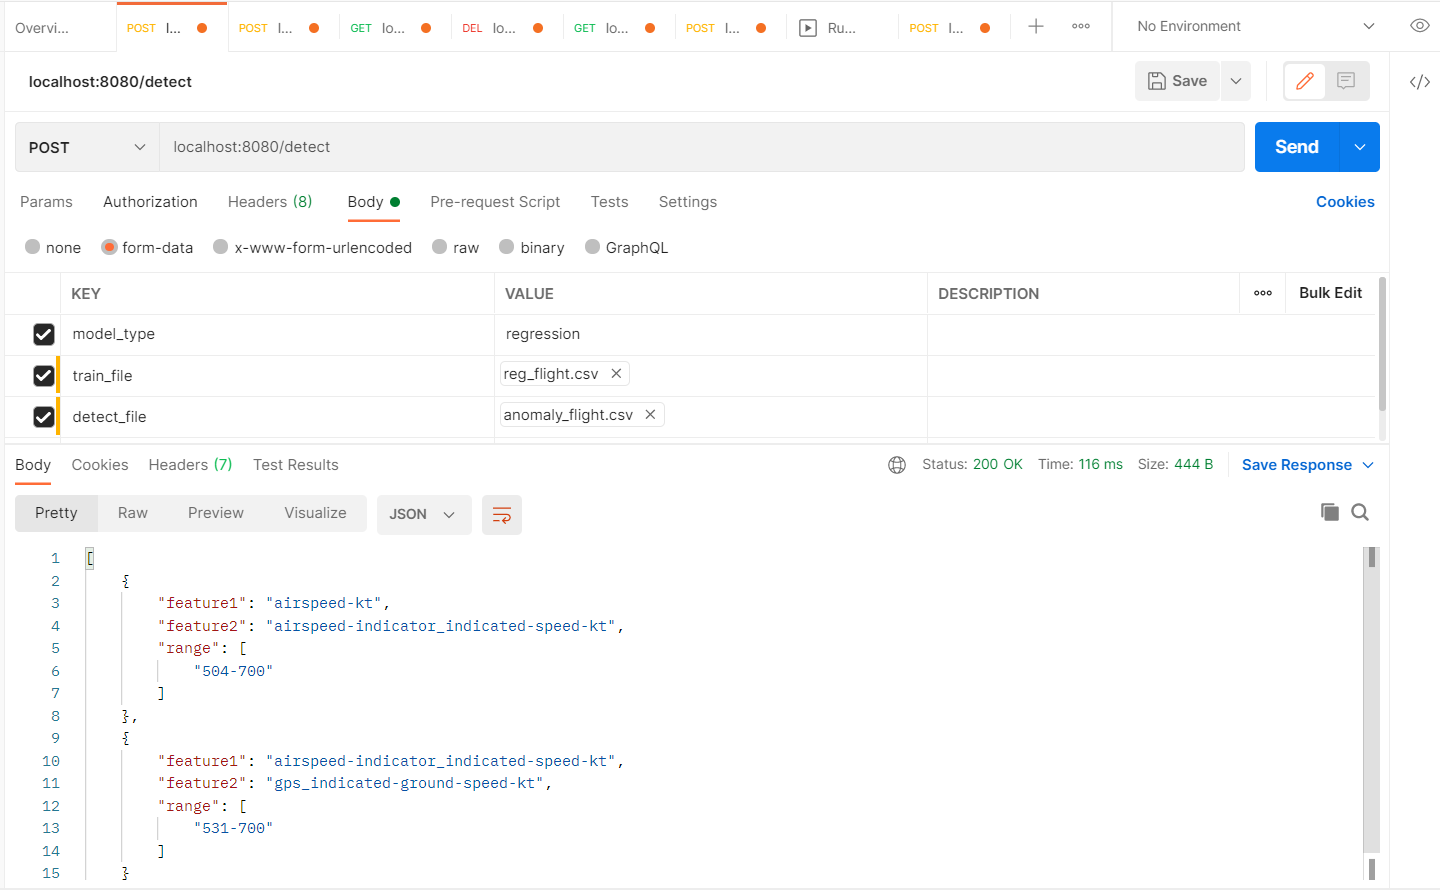 Overvi... POST l... POST l... GET lo... DEL lo... GET lo... POST l... Ru... POST l... No Environment
localhost:8080/detect Save
POST localhost:8080/detect Send
Params Authorization Headers (8) Body Pre-request Script Tests Settings Cookies
none form-data x-www-form-urlencoded raw binary GraphQL
KEY VALUE DESCRIPTION Bulk Edit
model_type regression
train_file reg_flight.csv
detect_file anomaly_flight.csv
Body Cookies Headers (7) Test Results Status: 200 OK Time: 116 ms Size: 444 B Save Response
Pretty Raw Preview Visualize JSON
1 [
2 {
3 "feature1": "airspeed-kt",
4 "feature2": "airspeed-indicator_indicated-speed-kt",
5 "range": [
6 "504-700"
7 ]
8 },
9 {
10 "feature1": "airspeed-indicator_indicated-speed-kt",
11 "feature2": "gps_indicated-ground-speed-kt",
12 "range": [
13 "531-700"
14 ]
15 }